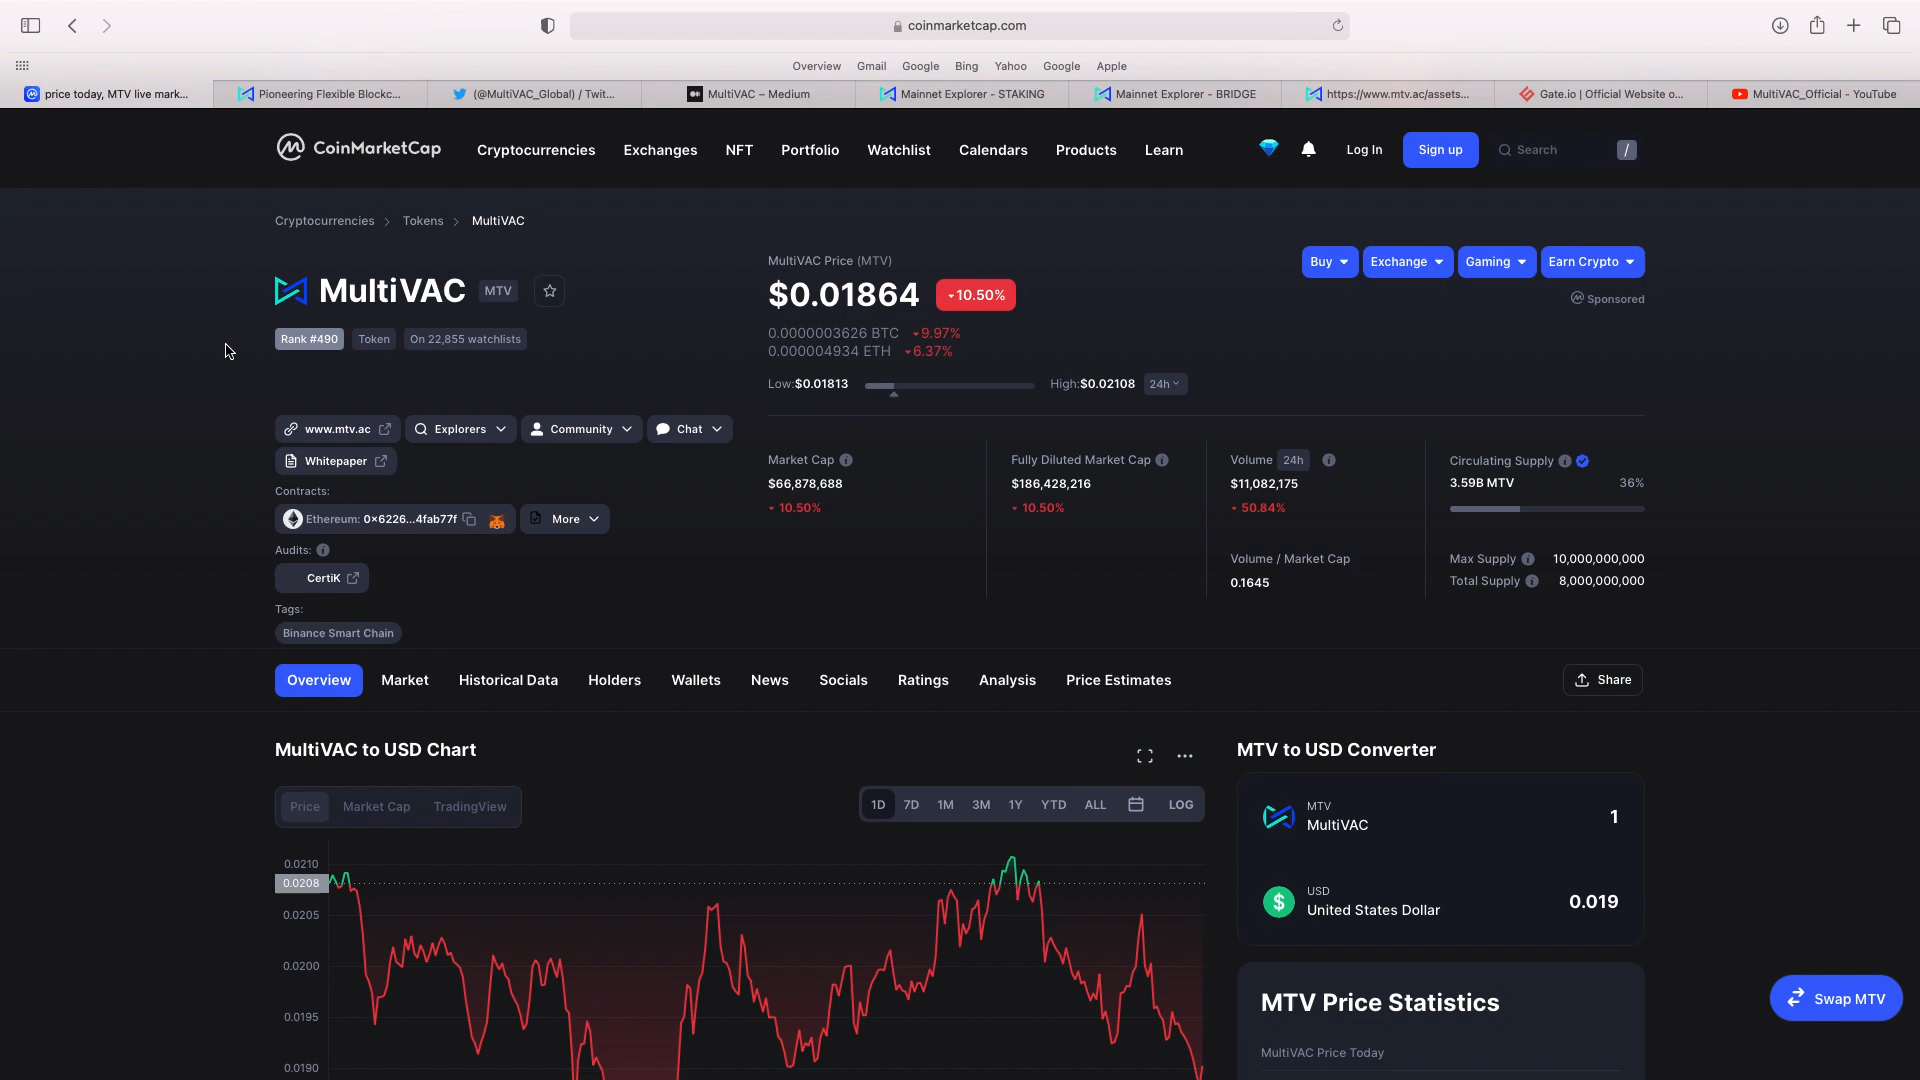 coinmarketcap.com
Overview Gmail Google Bing Yahoo Google Apple
price today, MTV live mark...
Pioneering Flexible Blockc...
(@MultiVAC_Global) / Twit...
MultiVAC – Medium
Mainnet Explorer - STAKING
Mainnet Explorer - BRIDGE
https://www.mtv.ac/assets...
Gate.io | Official Website o...
MultiVAC_Official - YouTube
CoinMarketCap
Cryptocurrencies Exchanges NFT Portfolio Watchlist Calendars Products Learn
Log In
Sign up
Search /
Cryptocurrencies > Tokens > MultiVAC
MultiVAC MTV
Rank #490 Token On 22,855 watchlists
www.mtv.ac Explorers Community Chat
Whitepaper
Contracts:
Ethereum: 0x6226...4fab77f More
Audits:
CertiK
Tags:
Binance Smart Chain
MultiVAC Price (MTV)
$0.01864 10.50%
0.0000003626 BTC 9.97%
0.000004934 ETH 6.37%
Low:$0.01813 High:$0.02108 24h
Buy Exchange Gaming Earn Crypto
Sponsored
Market Cap
$66,878,688
10.50%
Fully Diluted Market Cap
$186,428,216
10.50%
Volume 24h
$11,082,175
50.84%
Volume / Market Cap
0.1645
Circulating Supply
3.59B MTV 36%
Max Supply 10,000,000,000
Total Supply 8,000,000,000
Overview Market Historical Data Holders Wallets News Socials Ratings Analysis Price Estimates
Share
MultiVAC to USD Chart
Price Market Cap TradingView
1D 7D 1M 3M 1Y YTD ALL LOG
0.0210
0.0208
0.0205
0.0200
0.0195
0.0190
MTV to USD Converter
MTV
MultiVAC 1
USD
United States Dollar 0.019
MTV Price Statistics
MultiVAC Price Today
Swap MTV